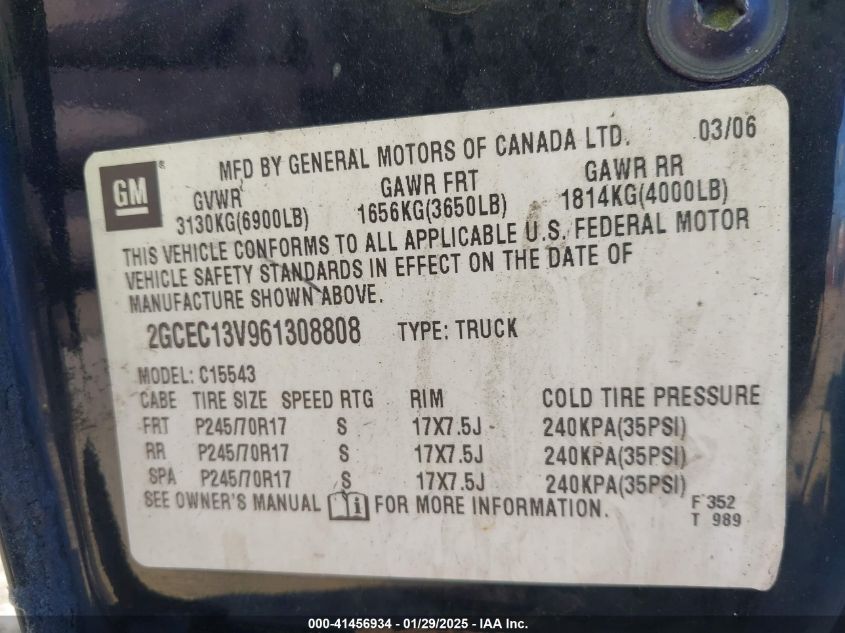 MFD BY GENERAL MOTORS OF CANADA LTD. 03/06
GM ®
GVWR GAWR FRT GAWR RR
3130KG(6900LB) 1656KG(3650LB) 1814KG(4000LB)
THIS VEHICLE CONFORMS TO ALL APPLICABLE U.S. FEDERAL MOTOR
VEHICLE SAFETY STANDARDS IN EFFECT ON THE DATE OF
MANUFACTURE SHOWN ABOVE.
2GCEC13V961308808 TYPE: TRUCK
MODEL: C15543
CABE TIRE SIZE SPEED RTG RIM COLD TIRE PRESSURE
FRT P245/70R17 S 17X7.5J 240KPA(35PSI)
RR P245/70R17 S 17X7.5J 240KPA(35PSI)
SPA P245/70R17 S 17X7.5J 240KPA(35PSI)
SEE OWNER'S MANUAL i FOR MORE INFORMATION.
F 352
T 989
000-41456934 - 01/29/2025 - IAA Inc.